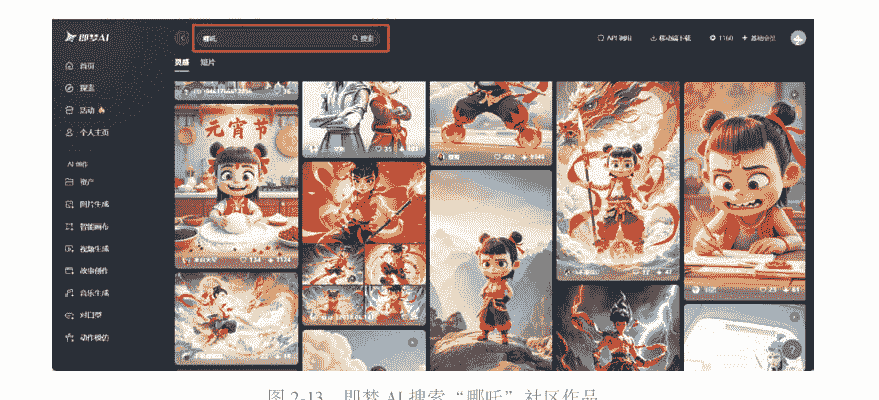 即梦AI
哪吒
搜索
API 调用
移动端下载
1160
基础会员
灵感
短片
首页
探索
活动
个人主页
AI 创作
资产
图片生成
智能画布
视频生成
故事创作
音乐生成
对口型
动作模仿
元宵节
134
1124
482
图 2-13 即梦 AI 搜索“哪吒”社区作品